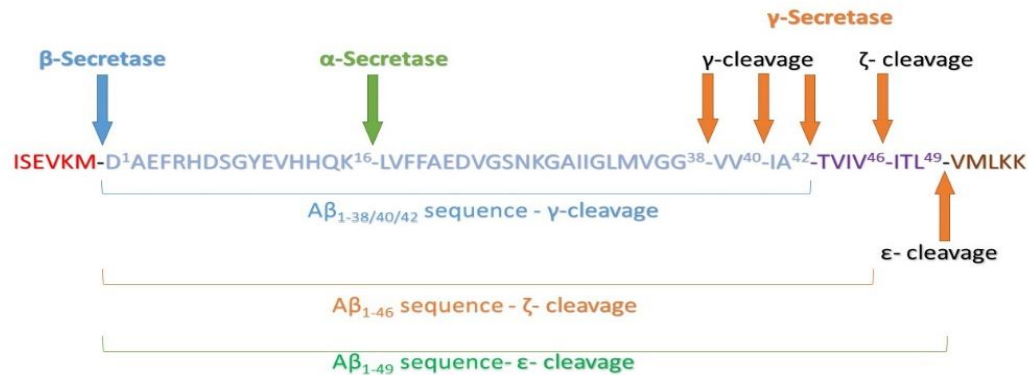 γ-Secretase
β-Secretase α-Secretase γ-cleavage ζ- cleavage
ISEVKM-D¹AEFRHDSGYEVHHQK¹⁶-LVFFAEDVGSNKGAIIGLMVGG³⁸-VV⁴⁰-IA⁴²-TVIV⁴⁶-ITL⁴⁹-VMLKK
Aβ₁₋₃₈/₄₀/₄₂ sequence - γ-cleavage
ε- cleavage
Aβ₁₋₄₆ sequence - ζ- cleavage
Aβ₁₋₄₉ sequence- ε- cleavage